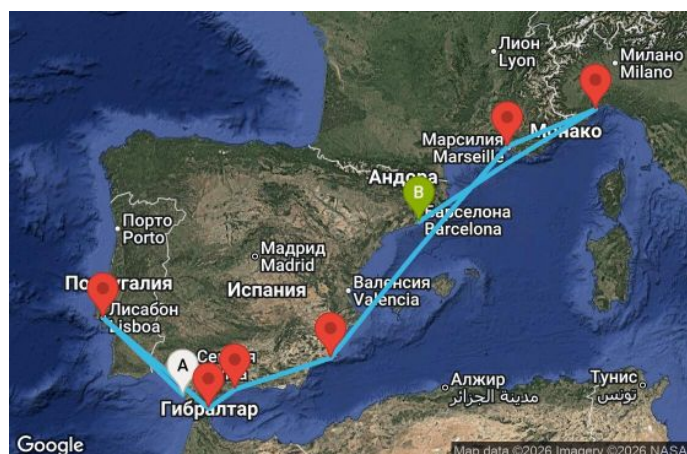 Лион
Lyon
Милано
Milano
Марсилия
Marseille
Монако
Андора
B
Барселона
Barcelona
Порто
Porto
Мадрид
Madrid
Португалия
Испания
Валенсия
Valencia
Лисабон
Lisboa
A
Гибралтар
Алжир
مدينة الجزائر
Тунис
تونس
Google
Map data ©2026 Imagery ©2026 NASA